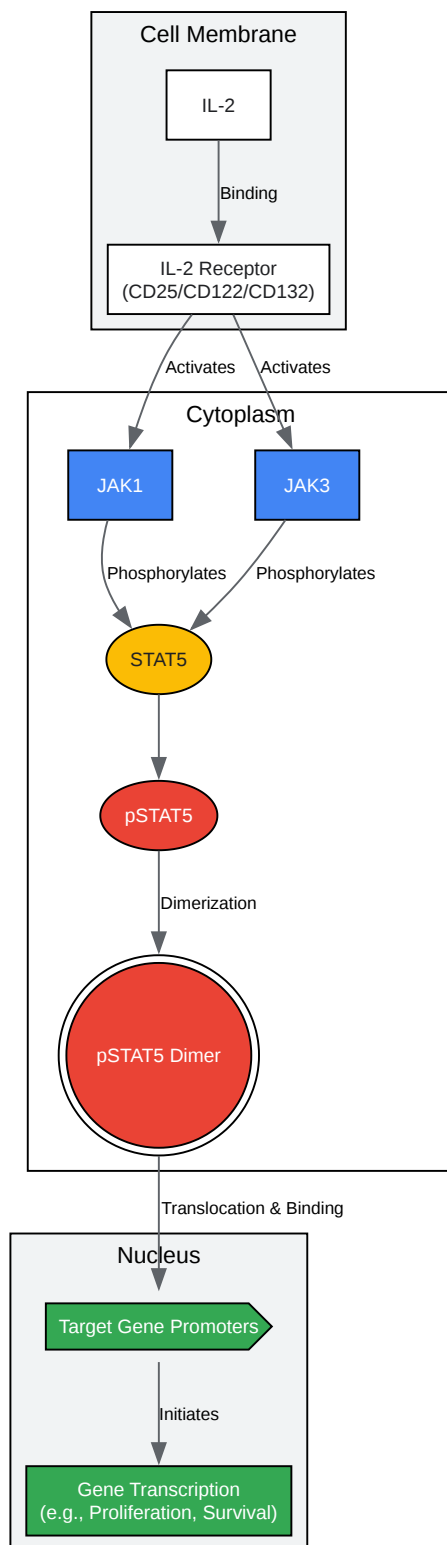 Cell Membrane
IL-2
Binding
IL-2 Receptor
(CD25/CD122/CD132)
Activates
Activates
Cytoplasm
JAK1
JAK3
Phosphorylates
Phosphorylates
STAT5
pSTAT5
Dimerization
pSTAT5 Dimer
Translocation & Binding
Nucleus
Target Gene Promoters
Initiates
Gene Transcription
(e.g., Proliferation, Survival)